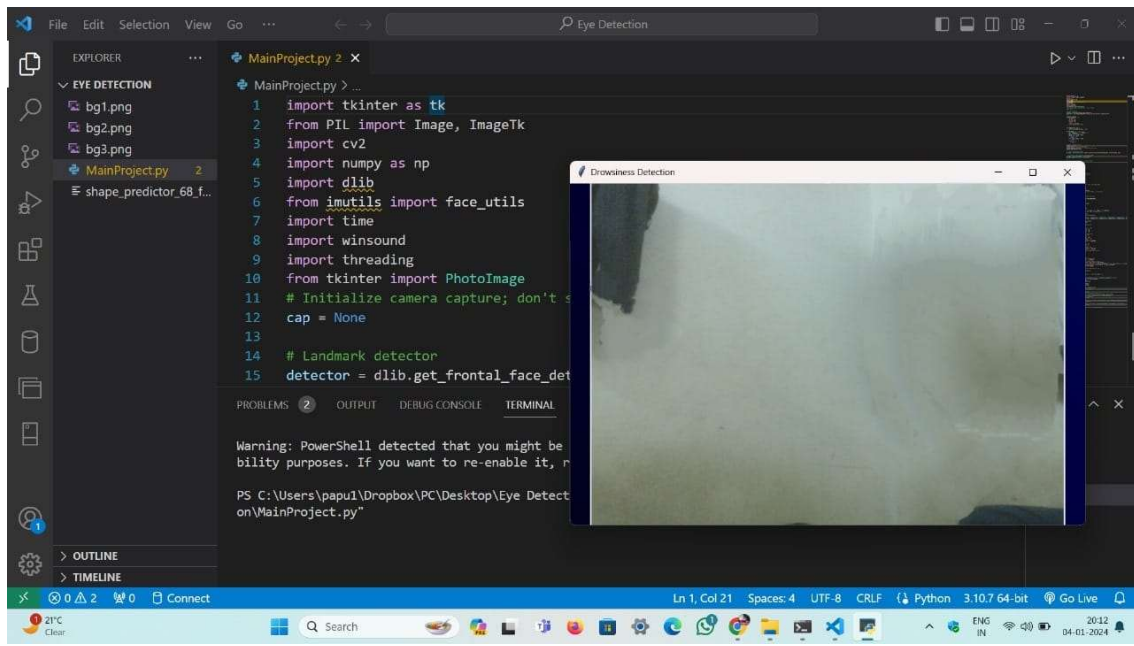 File Edit Selection View Go ··· Eye Detection
EXPLORER ···
EYE DETECTION
bg1.png
bg2.png
bg3.png
MainProject.py 2
shape_predictor_68_f...
OUTLINE
TIMELINE
MainProject.py 2
MainProject.py > ...
1 import tkinter as tk
2 from PIL import Image, ImageTk
3 import cv2
4 import numpy as np
5 import dlib
6 from imutils import face_utils
7 import time
8 import winsound
9 import threading
10 from tkinter import PhotoImage
11 # Initialize camera capture; don't s
12 cap = None
13
14 # Landmark detector
15 detector = dlib.get_frontal_face_det
Drowsiness Detection
PROBLEMS 2 OUTPUT DEBUG CONSOLE TERMINAL
Warning: PowerShell detected that you might be
bility purposes. If you want to re-enable it, r
PS C:\Users\papu1\Dropbox\PC\Desktop\Eye Detect
on\MainProject.py"
1
0 2 0 Connect Ln 1, Col 21 Spaces: 4 UTF-8 CRLF Python 3.10.7 64-bit Go Live
1 21°C Search ENG 20:12
Clear IN 04-01-2024